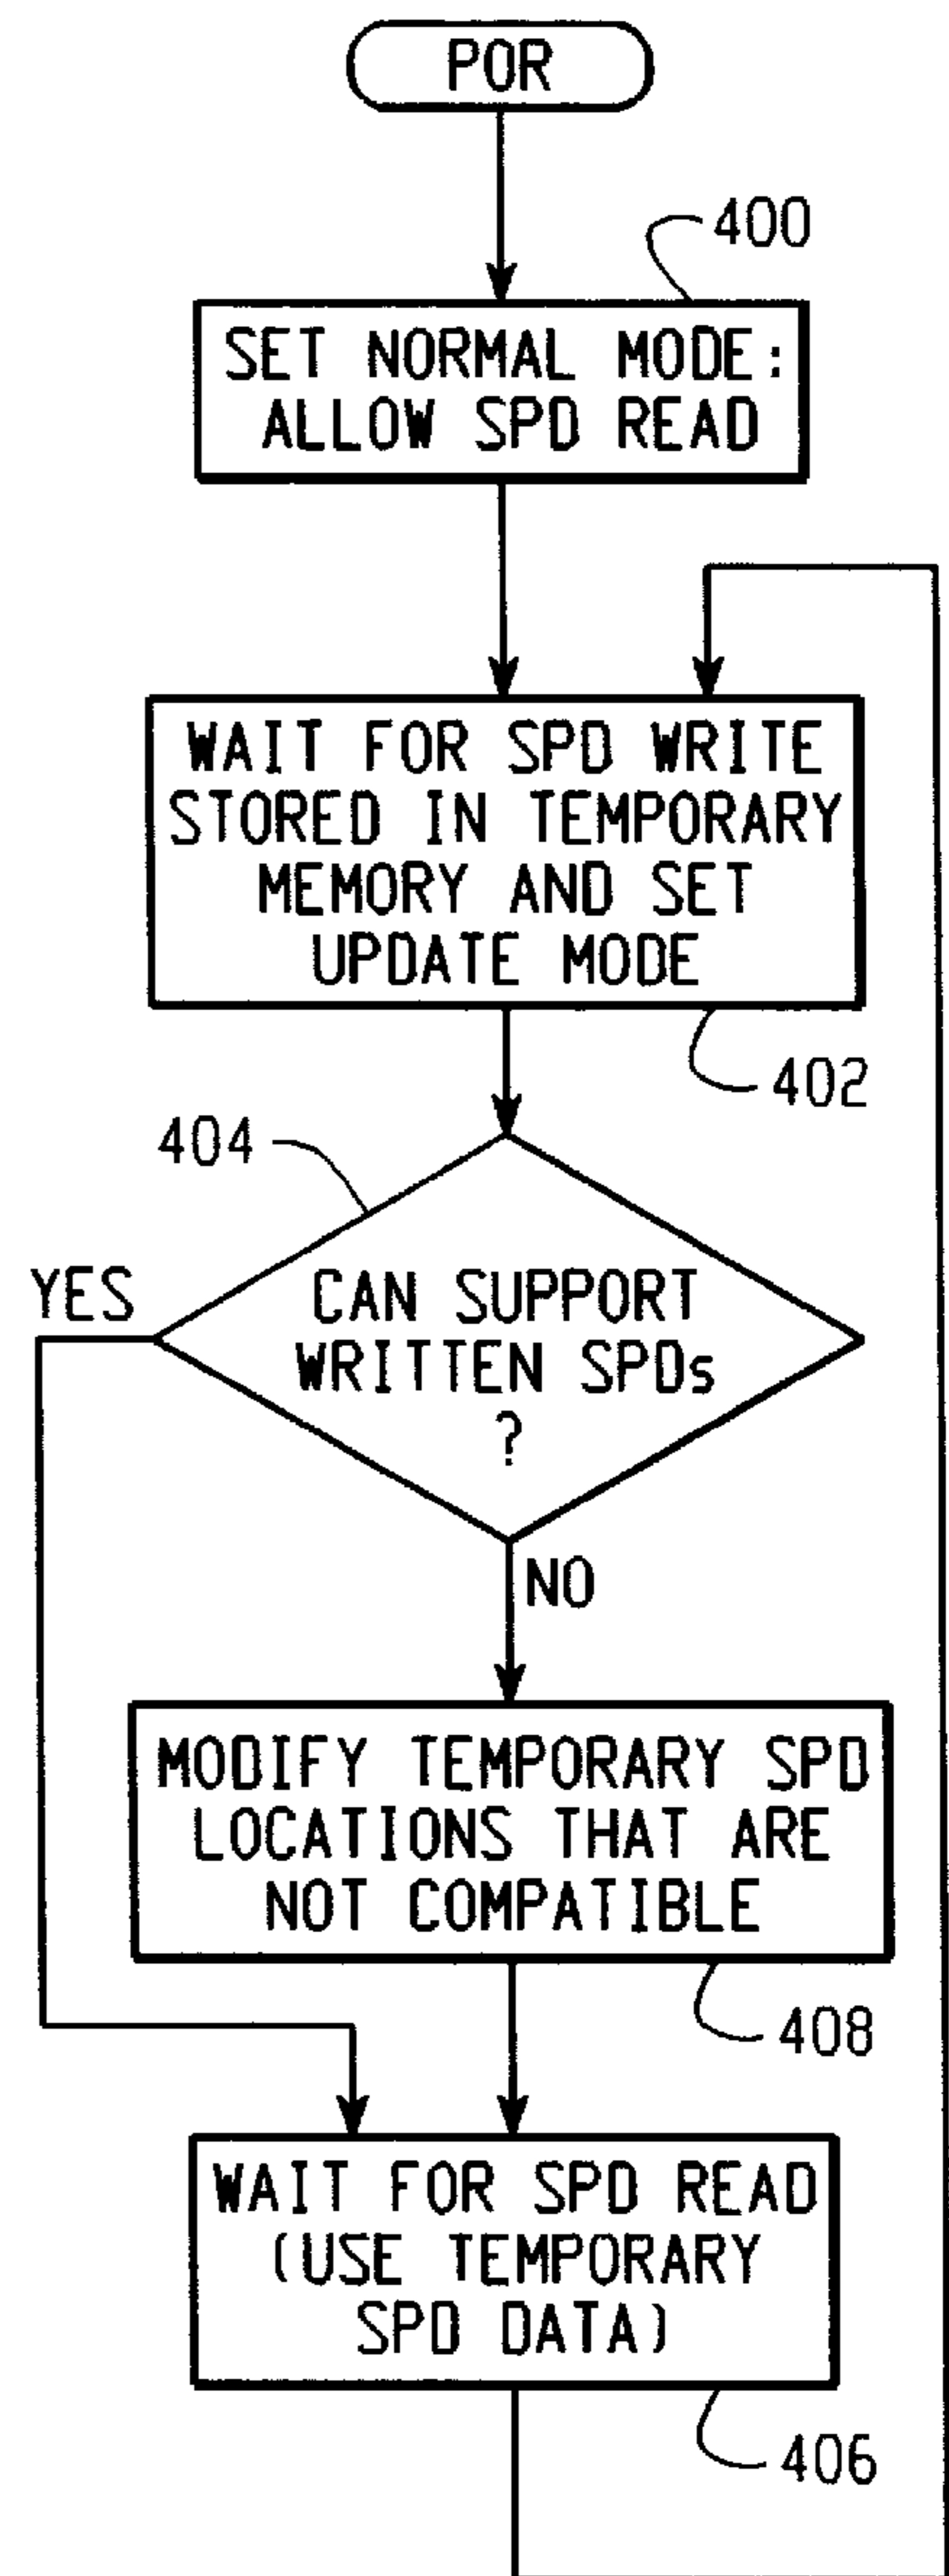 POR
400
SET NORMAL MODE:
ALLOW SPD READ
WAIT FOR SPD WRITE
STORED IN TEMPORARY
MEMORY AND SET
UPDATE MODE
402
404
YES
CAN SUPPORT
WRITTEN SPDs
?
NO
MODIFY TEMPORARY SPD
LOCATIONS THAT ARE
NOT COMPATIBLE
408
WAIT FOR SPD READ
(USE TEMPORARY
SPD DATA)
406